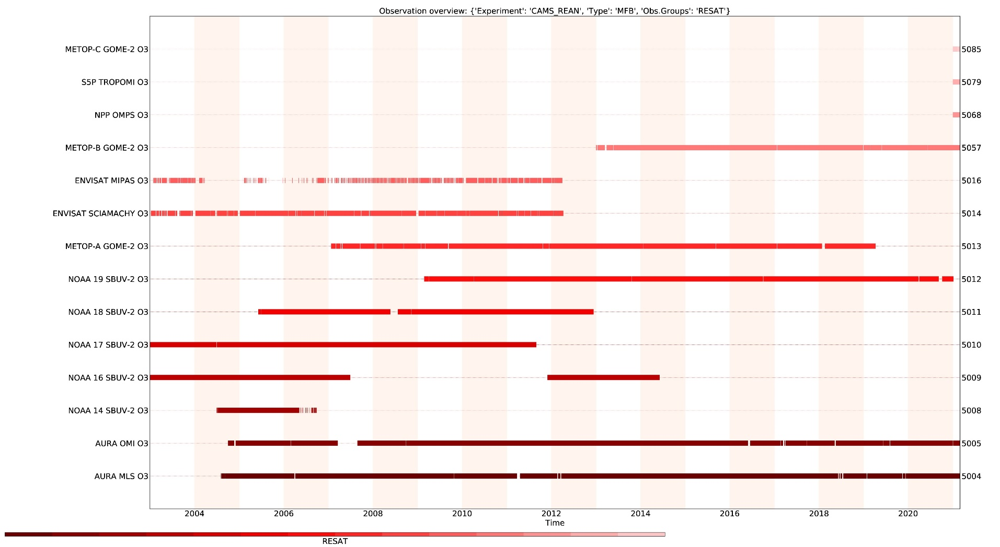 Observation overview: {'Experiment': 'CAMS_REAN', 'Type': 'MFB', 'Obs.Groups': 'RESAT'}
METOP-C GOME-2 O3 5085
S5P TROPOMI O3 5079
NPP OMPS O3 5068
METOP-B GOME-2 O3 5057
ENVISAT MIPAS O3 5016
ENVISAT SCIAMACHY O3 5014
METOP-A GOME-2 O3 5013
NOAA 19 SBUV-2 O3 5012
NOAA 18 SBUV-2 O3 5011
NOAA 17 SBUV-2 O3 5010
NOAA 16 SBUV-2 O3 5009
NOAA 14 SBUV-2 O3 5008
AURA OMI O3 5005
AURA MLS O3 5004
2004 2006 2008 2010 2012 2014 2016 2018 2020
Time
RESAT